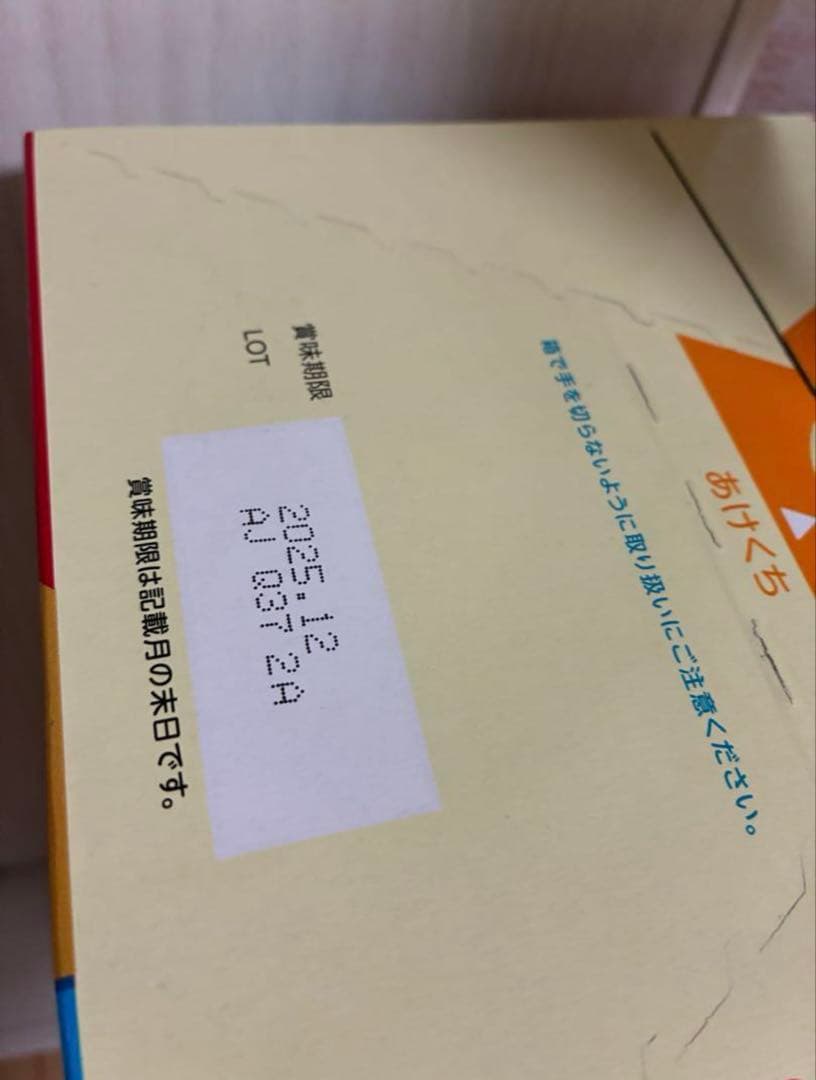 あけくち
箱で手を切らないように取り扱いにご注意ください。
賞味期限
LOT
2025.12
AJ Q37 2A
賞味期限は記載月の末日です。